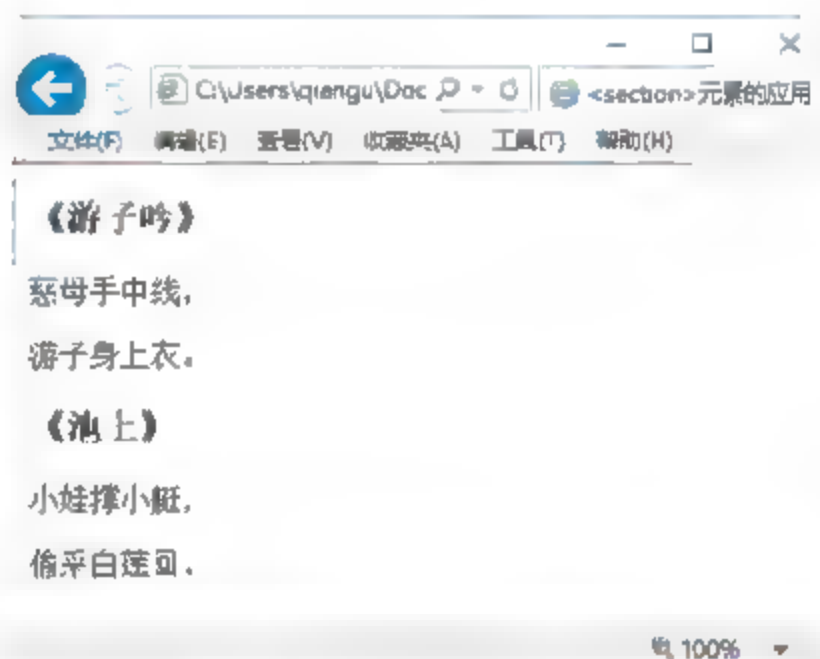 C:\Users\qiangu\Doc <section>元素的应用
文件(F) 编辑(E) 查看(V) 收藏夹(A) 工具(T) 帮助(H)
《游子吟》
慈母手中线，
游子身上衣。
《池上》
小娃撑小艇，
偷采白莲回。
100%